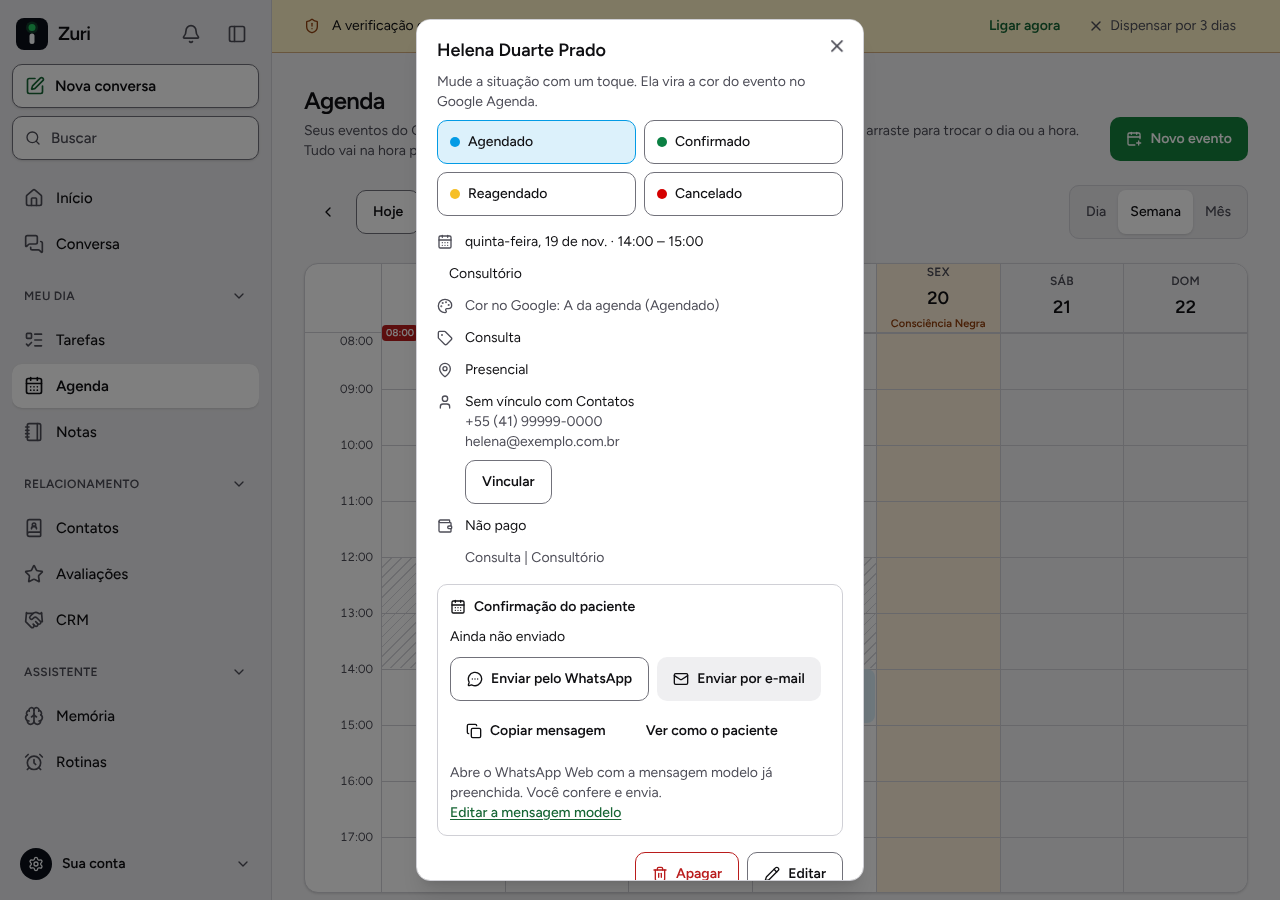 Zuri
A verificação
Ligar agora
Dispensar por 3 dias
Nova conversa
Buscar
Início
Conversa
MEU DIA
Tarefas
Agenda
Notas
RELACIONAMENTO
Contatos
Avaliações
CRM
ASSISTENTE
Memória
Rotinas
Sua conta
Agenda
Seus eventos do
arraste para trocar o dia ou a hora.
Tudo vai na hora
Novo evento
Hoje
Dia
Semana
Mês
SEX
20
Consciência Negra
SÁB
21
DOM
22
08:00
08:00
09:00
10:00
11:00
12:00
13:00
14:00
15:00
16:00
17:00
Helena Duarte Prado
Mude a situação com um toque. Ela vira a cor do evento no
Google Agenda.
Agendado
Confirmado
Reagendado
Cancelado
quinta-feira, 19 de nov. · 14:00 – 15:00
Consultório
Cor no Google: A da agenda (Agendado)
Consulta
Presencial
Sem vínculo com Contatos
+55 (41) 99999-0000
helena@exemplo.com.br
Vincular
Não pago
Consulta | Consultório
Confirmação do paciente
Ainda não enviado
Enviar pelo WhatsApp
Enviar por e-mail
Copiar mensagem
Ver como o paciente
Abre o WhatsApp Web com a mensagem modelo já
preenchida. Você confere e envia.
Editar a mensagem modelo
Apagar
Editar